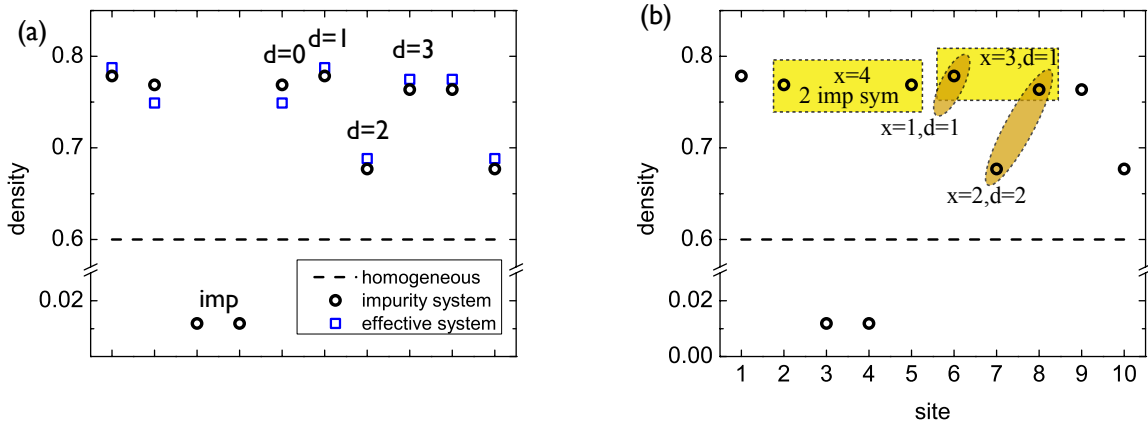 (a)
0.8
0.7
0.6
0.02
density
d=0
d=1
d=2
d=3
imp
homogeneous
impurity system
effective system
(b)
0.8
0.7
0.6
0.02
0.00
density
x=4
2 imp sym
x=3,d=1
x=1,d=1
x=2,d=2
1 2 3 4 5 6 7 8 9 10
site